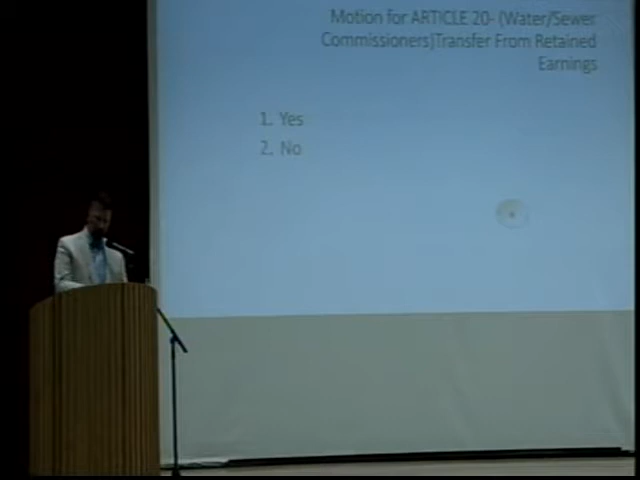 Motion for ARTICLE 20- (Water/Sewer
Commissioners)Transfer From Retained
Earnings
1. Yes
2. No